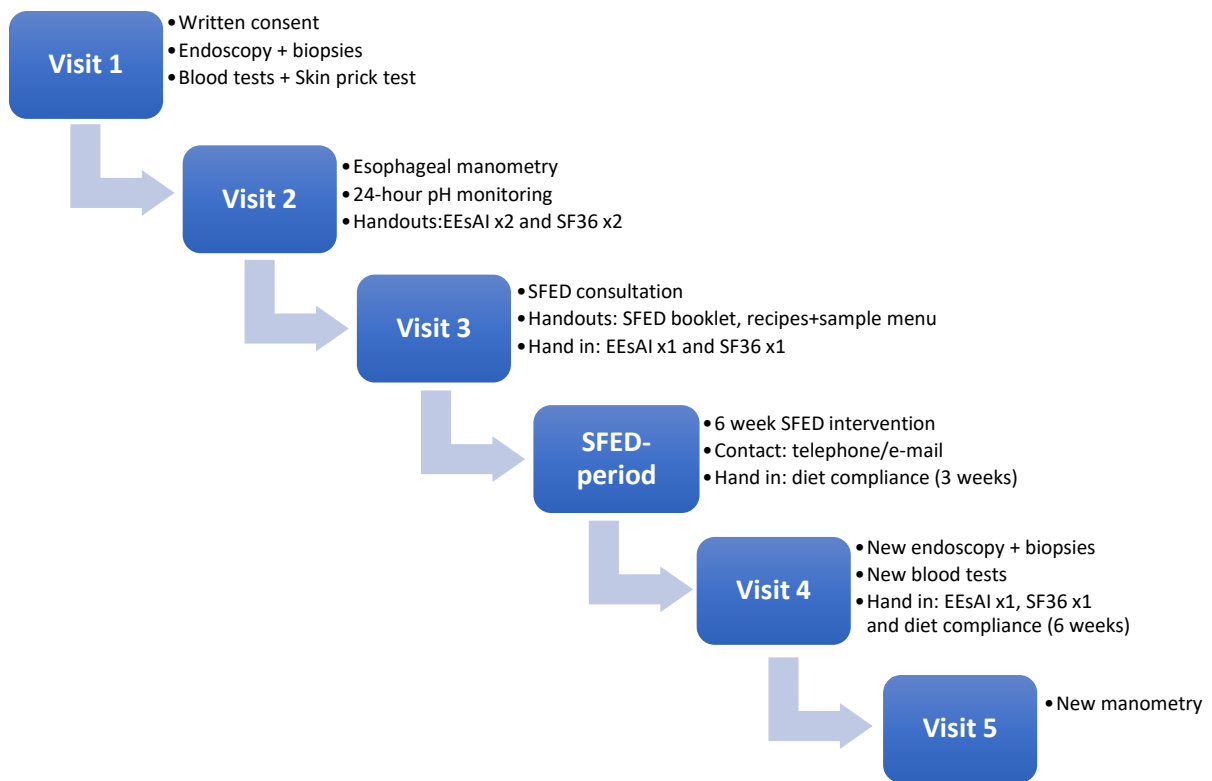 Visit 1
•Written consent
•Endoscopy + biopsies
•Blood tests + Skin prick test
Visit 2
•Esophageal manometry
•24-hour pH monitoring
•Handouts:EEsAI x2 and SF36 x2
Visit 3
•SFED consultation
•Handouts: SFED booklet, recipes+sample menu
•Hand in: EEsAI x1 and SF36 x1
SFED-
period
•6 week SFED intervention
•Contact: telephone/e-mail
•Hand in: diet compliance (3 weeks)
Visit 4
•New endoscopy + biopsies
•New blood tests
•Hand in: EEsAI x1, SF36 x1
and diet compliance (6 weeks)
Visit 5
•New manometry